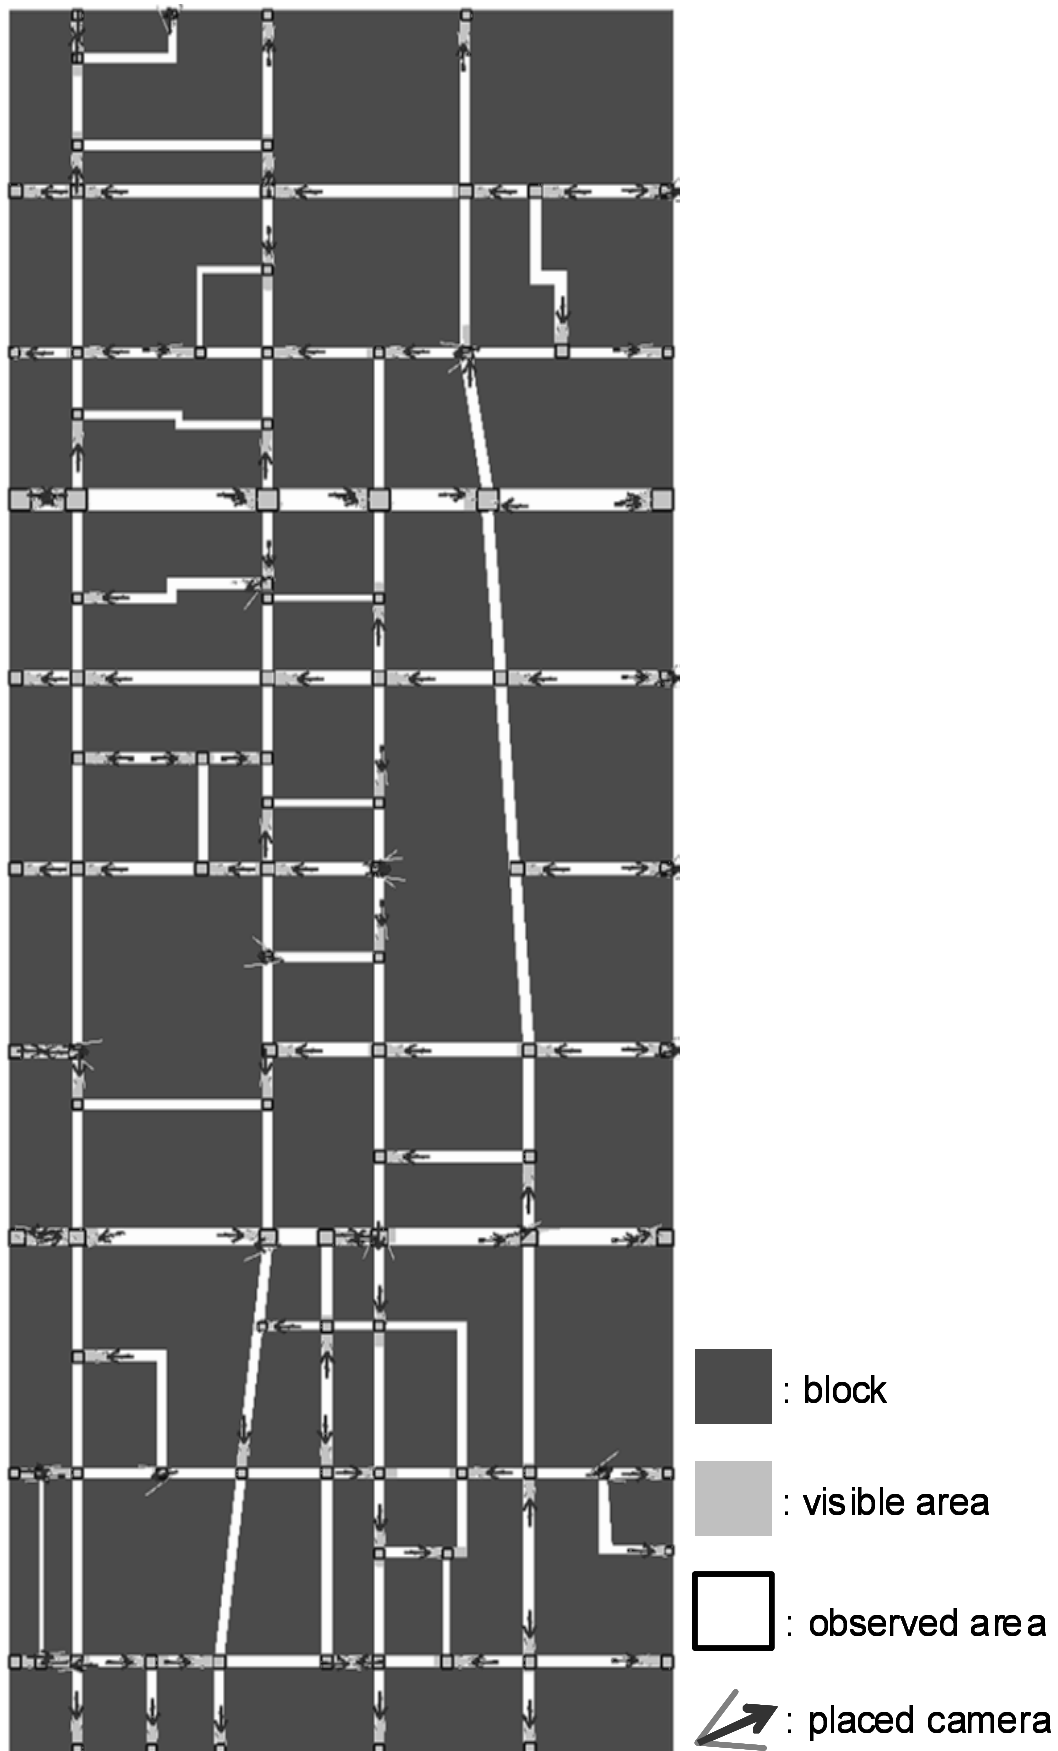 : block
: visible area
: observed area
: placed camera